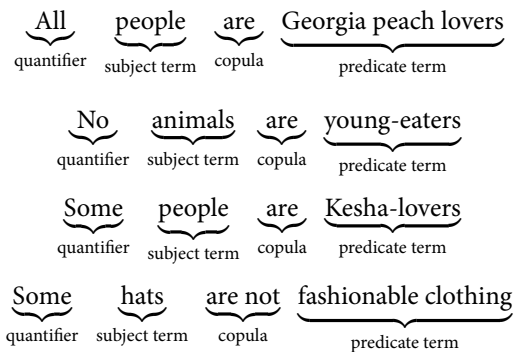 All people are Georgia peach lovers
quantifier subject term copula predicate term
No animals are young-eaters
quantifier subject term copula predicate term
Some people are Kesha-lovers
quantifier subject term copula predicate term
Some hats are not fashionable clothing
quantifier subject term copula predicate term